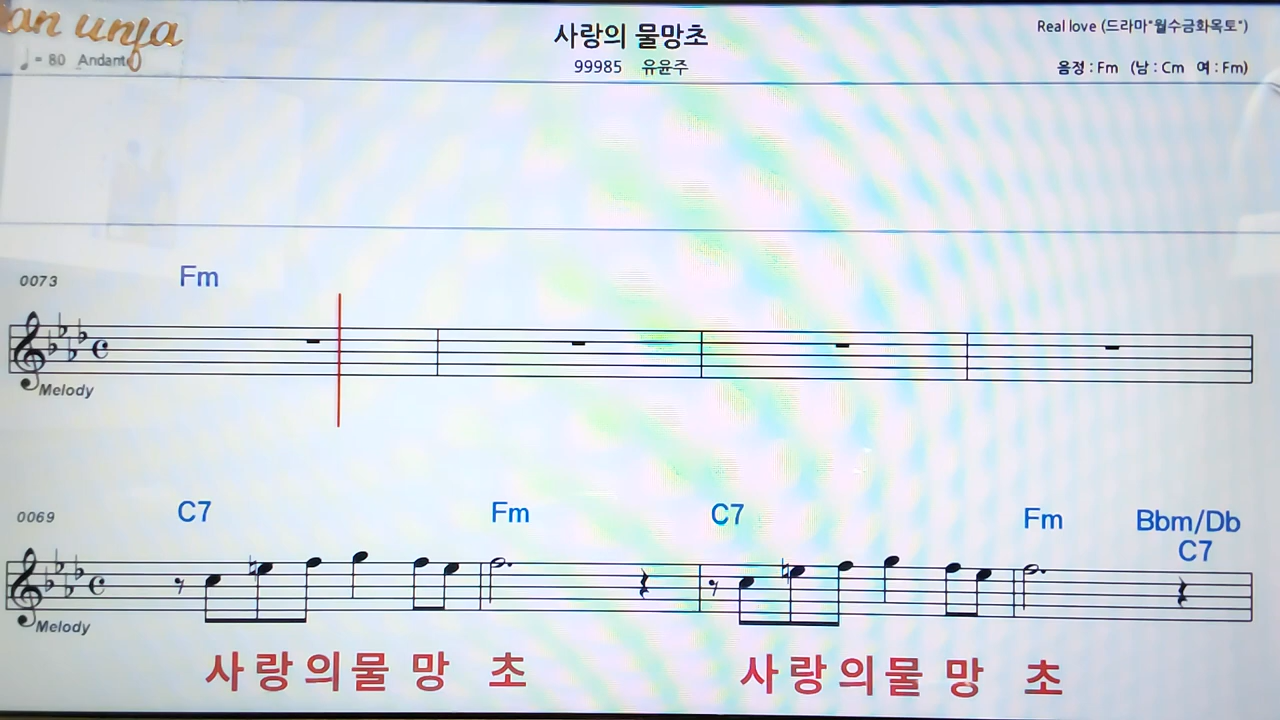 an unja
♩= 80 Andante
사랑의 물망초
99985 유윤주
Real love (드라마"월수금화목토")
음정 : Fm (남 : Cm 여 : Fm)
0073 Fm
Melody
0069 C7 Fm C7 Fm Bbm/Db
C7
Melody
사랑의물 망 초 사랑의물 망 초